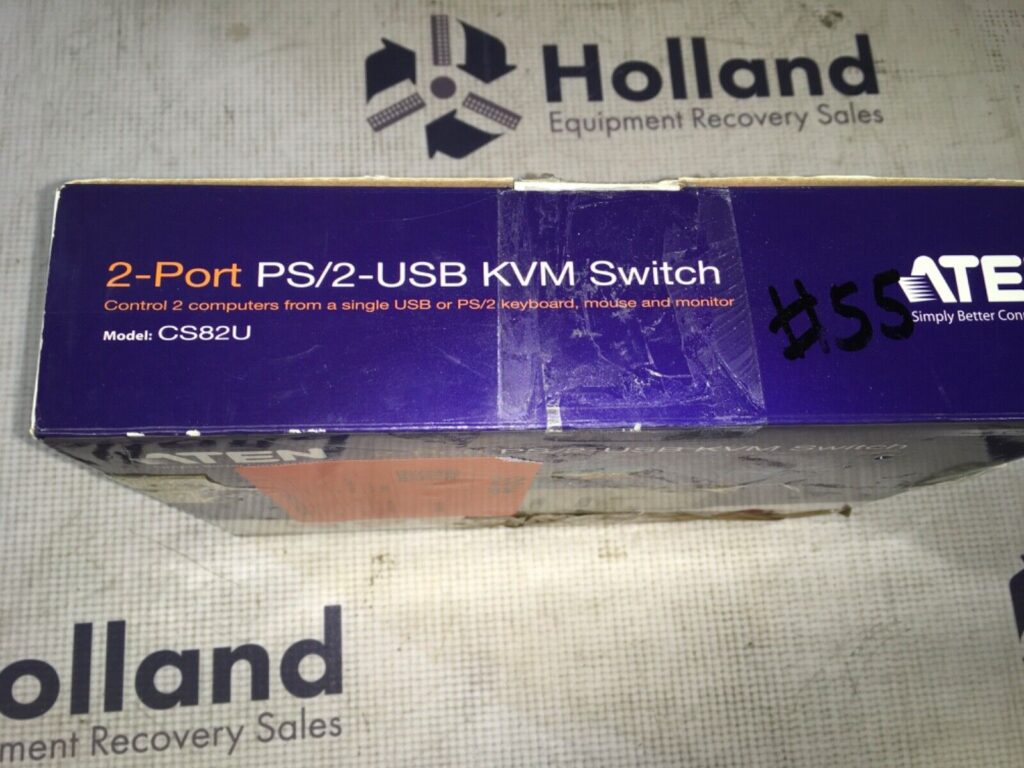 Holland
Equipment Recovery Sales
2-Port PS/2-USB KVM Switch
Control 2 computers from a single USB or PS/2 keyboard, mouse and monitor
Model: CS82U
#55
ATEN
Simply Better
ATEN
USB KVM Switch
olland
ment Recovery Sales